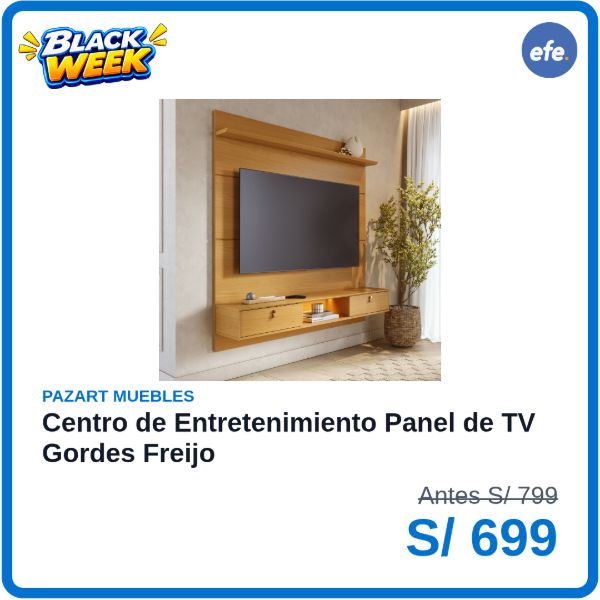 BLACK
WEEK
efe.
PAZART MUEBLES
Centro de Entretenimiento Panel de TV
Gordes Freijo
Antes S/ 799
S/ 699